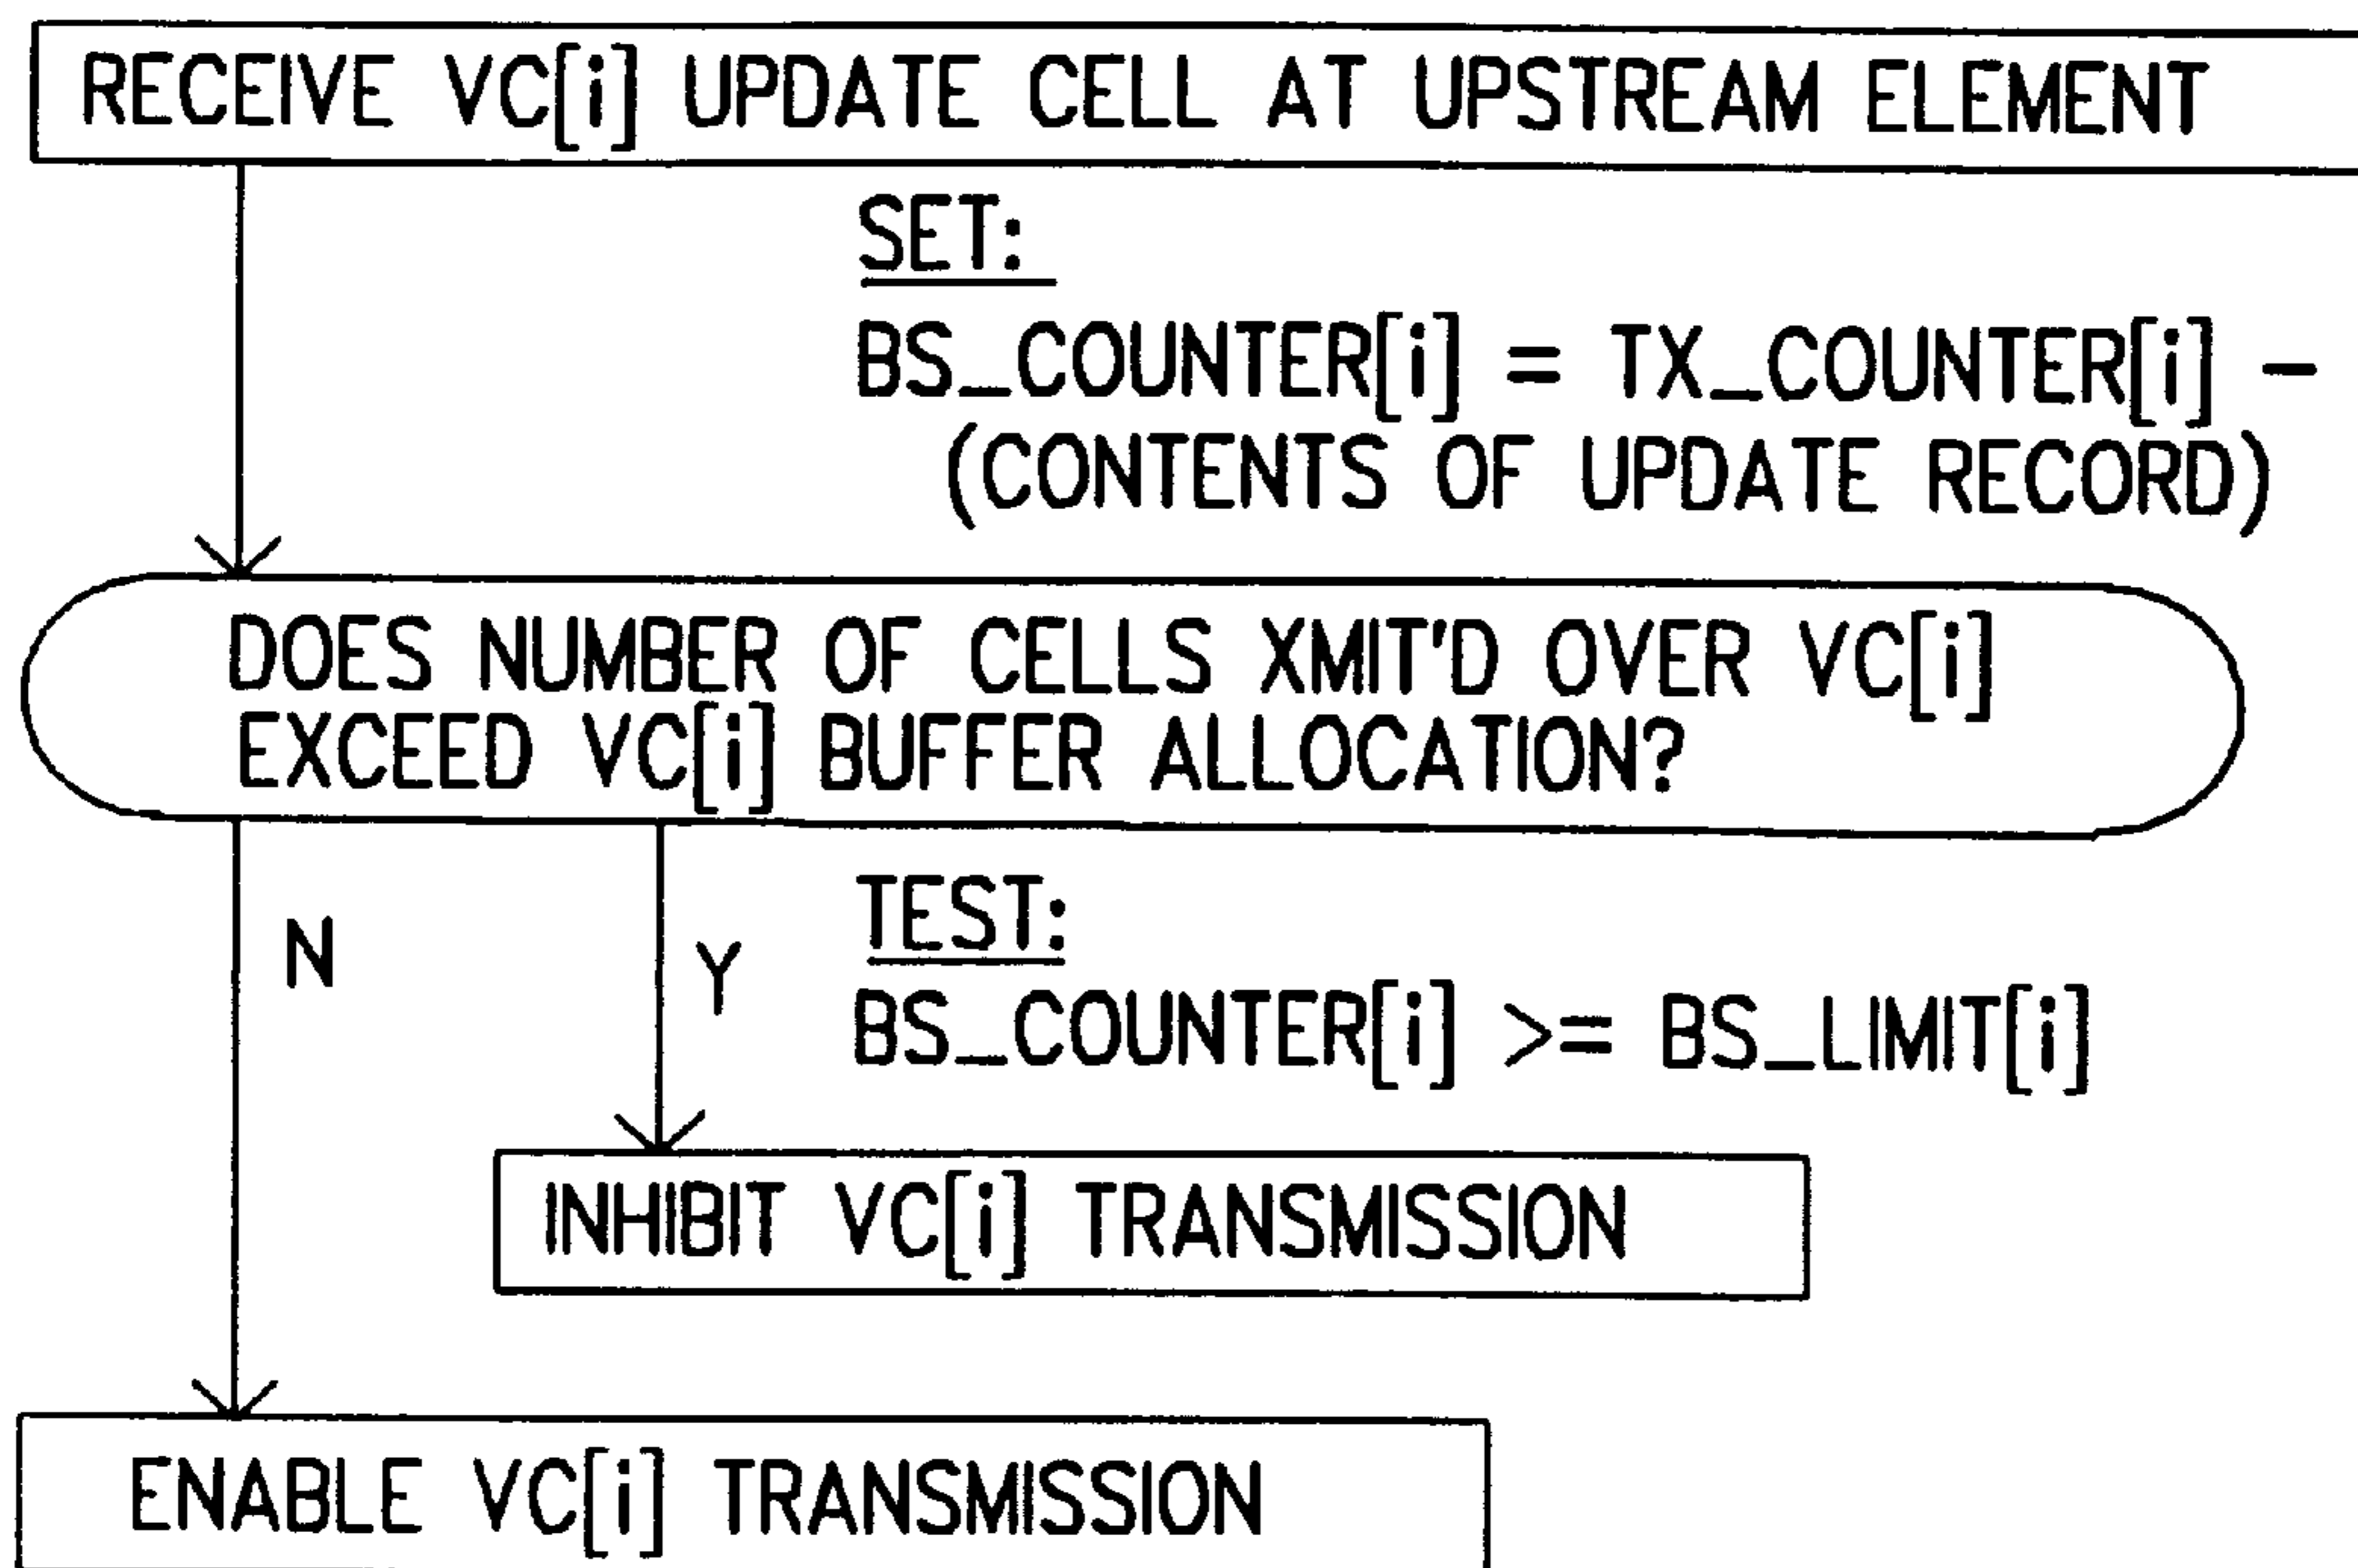 RECEIVE VC[i] UPDATE CELL AT UPSTREAM ELEMENT
SET:
BS_COUNTER[i] = TX_COUNTER[i] -
(CONTENTS OF UPDATE RECORD)
DOES NUMBER OF CELLS XMIT'D OVER VC[i]
EXCEED VC[i] BUFFER ALLOCATION?
N
Y
TEST:
BS_COUNTER[i] >= BS_LIMIT[i]
INHIBIT VC[i] TRANSMISSION
ENABLE VC[i] TRANSMISSION